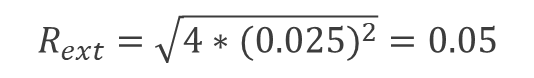 R_ext = √(4 * (0.025)²) = 0.05